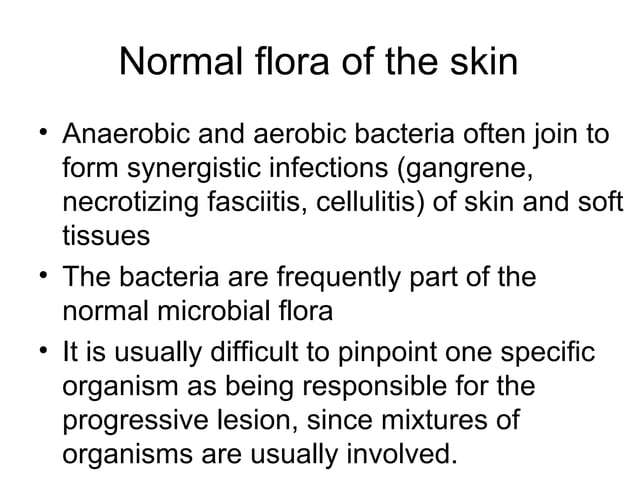 Normal flora of the skin
• Anaerobic and aerobic bacteria often join to
form synergistic infections (gangrene,
necrotizing fasciitis, cellulitis) of skin and soft
tissues
• The bacteria are frequently part of the
normal microbial flora
• It is usually difficult to pinpoint one specific
organism as being responsible for the
progressive lesion, since mixtures of
organisms are usually involved.